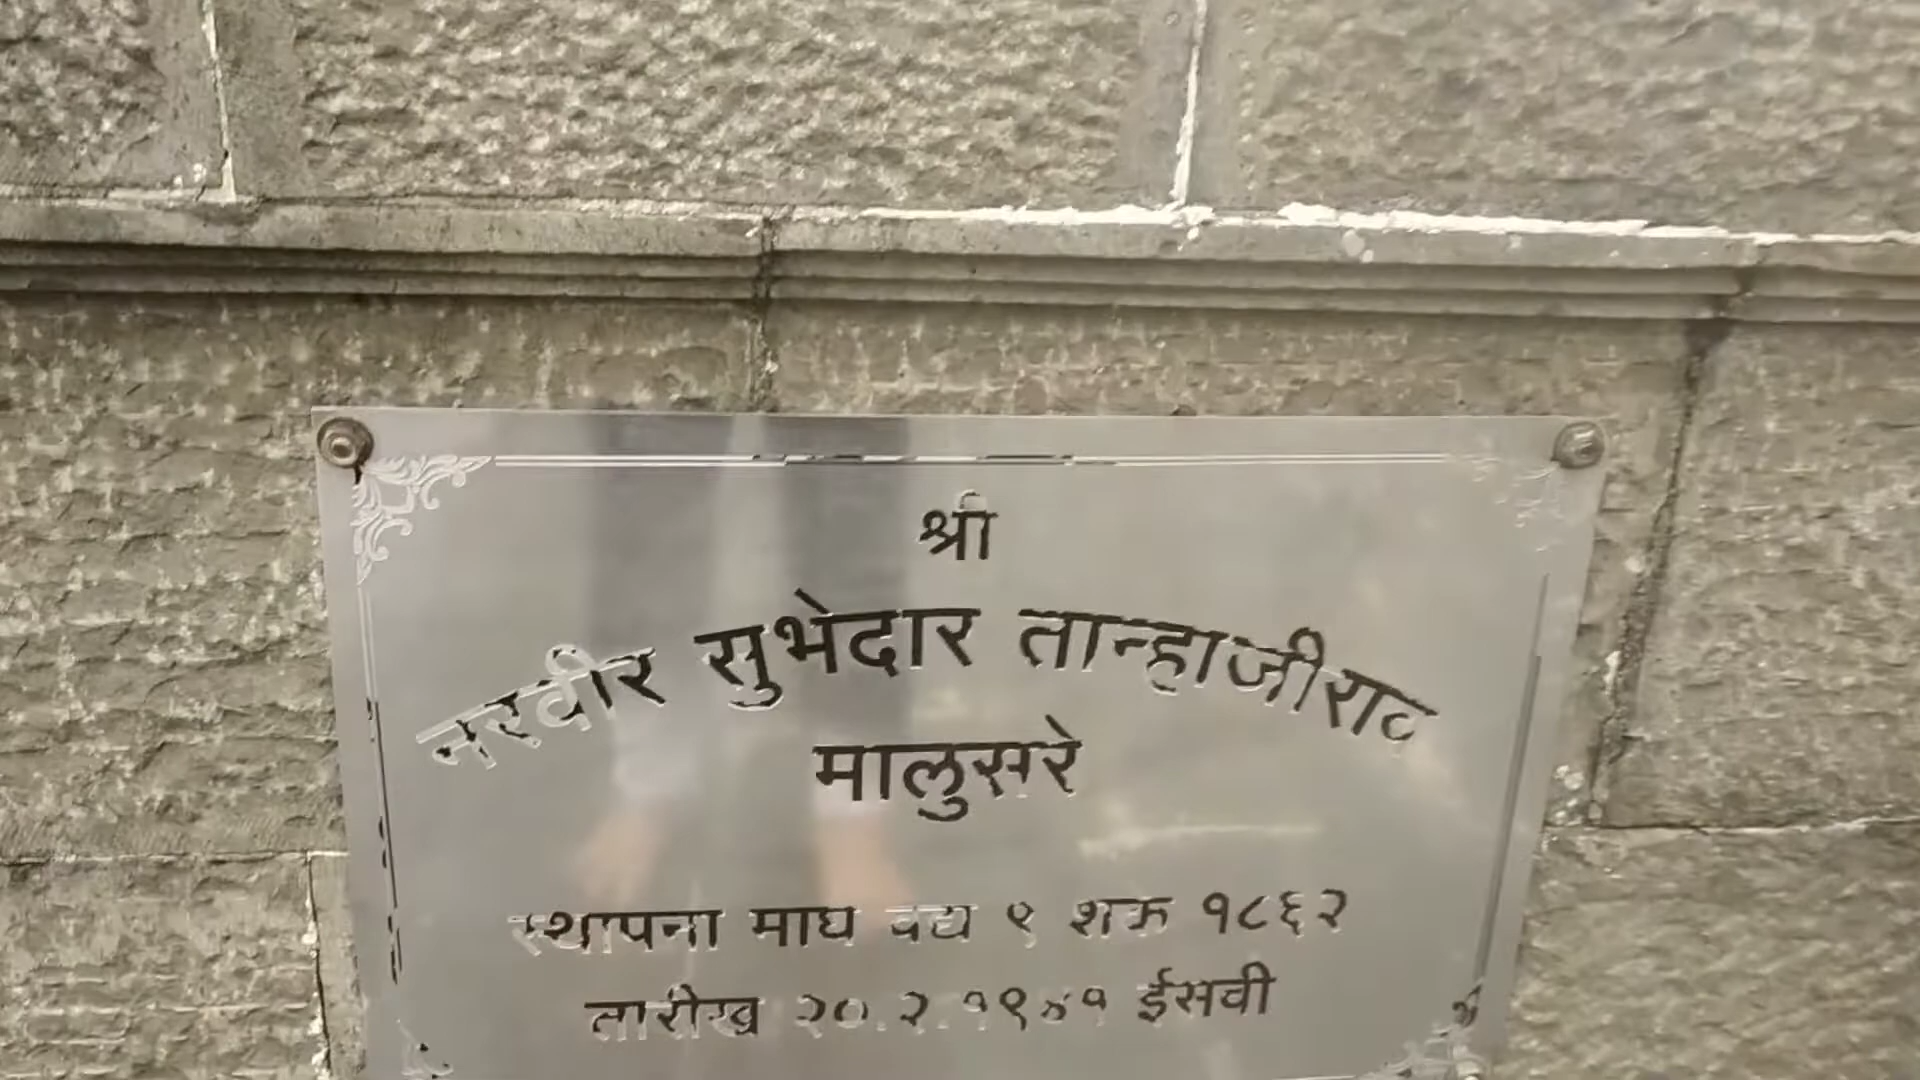 श्री
नरवीर सुभेदार तान्हाजीराव
मालुसरे
स्थापना माघ वद्य ९ शक १८६२
तारीख २०.२.१९४१ ईसवी